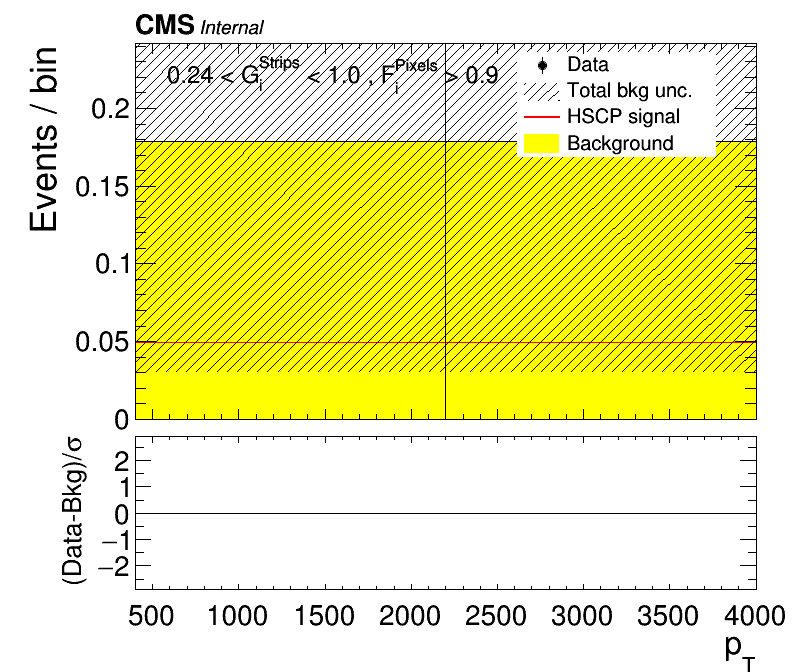 CMS Internal
0.24 < G_i^Strips < 1.0 , F_i^Pixels > 0.9
Data
Total bkg unc.
HSCP signal
Background
Events / bin
0.2
0.15
0.1
0.05
0
(Data-Bkg)/σ
2
1
0
−1
−2
500 1000 1500 2000 2500 3000 3500 4000
p_T